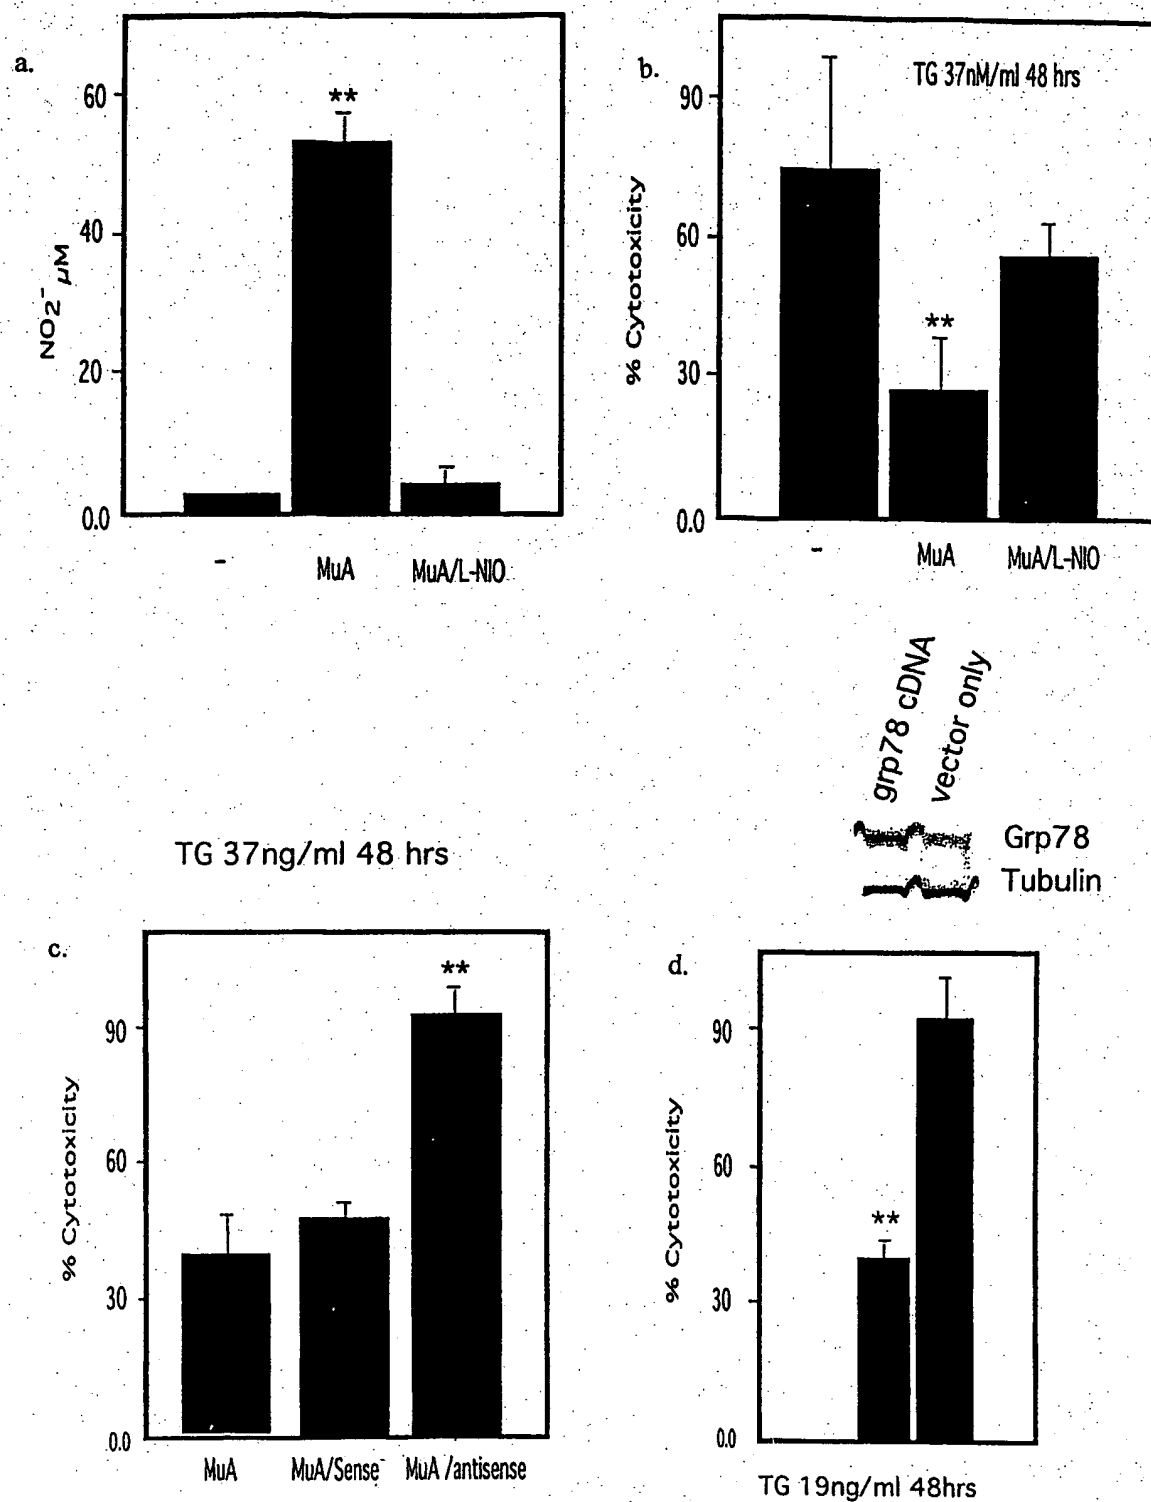 a.
60
40
20
0.0
NO2⁻ µM
**
-
MuA
MuA/L-NIO
b.
TG 37nM/ml 48 hrs
90
60
30
0.0
% Cytotoxicity
**
-
MuA
MuA/L-NIO
grp78 cDNA
vector only
Grp78
Tubulin
TG 37ng/ml 48 hrs
c.
90
60
30
0.0
% Cytotoxicity
**
MuA
MuA/Sense
MuA /antisense
d.
90
60
30
0.0
% Cytotoxicity
**
TG 19ng/ml 48hrs